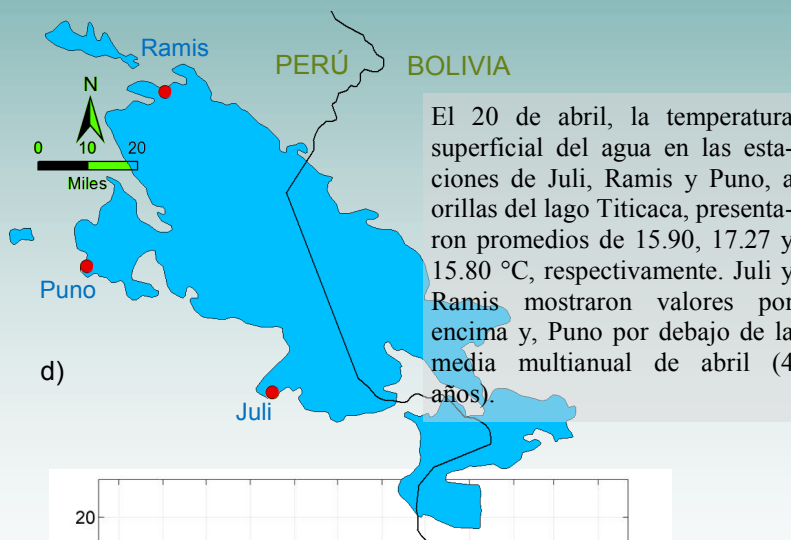 Ramis
PERÚ BOLIVIA
N
0 10 20
Miles
El 20 de abril, la temperatura
superficial del agua en las esta-
ciones de Juli, Ramis y Puno, a
orillas del lago Titicaca, presenta-
ron promedios de 15.90, 17.27 y
15.80 °C, respectivamente. Juli y
Ramis mostraron valores por
encima y, Puno por debajo de la
media multianual de abril (4
años).
Puno
d)
Juli
20